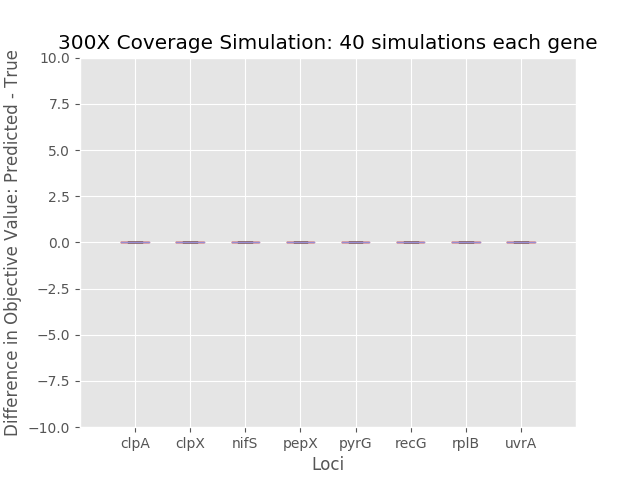 300X Coverage Simulation: 40 simulations each gene
Difference in Objective Value: Predicted - True
10.0
7.5
5.0
2.5
0.0
−2.5
−5.0
−7.5
−10.0
clpA clpX nifS pepX pyrG recG rplB uvrA
Loci